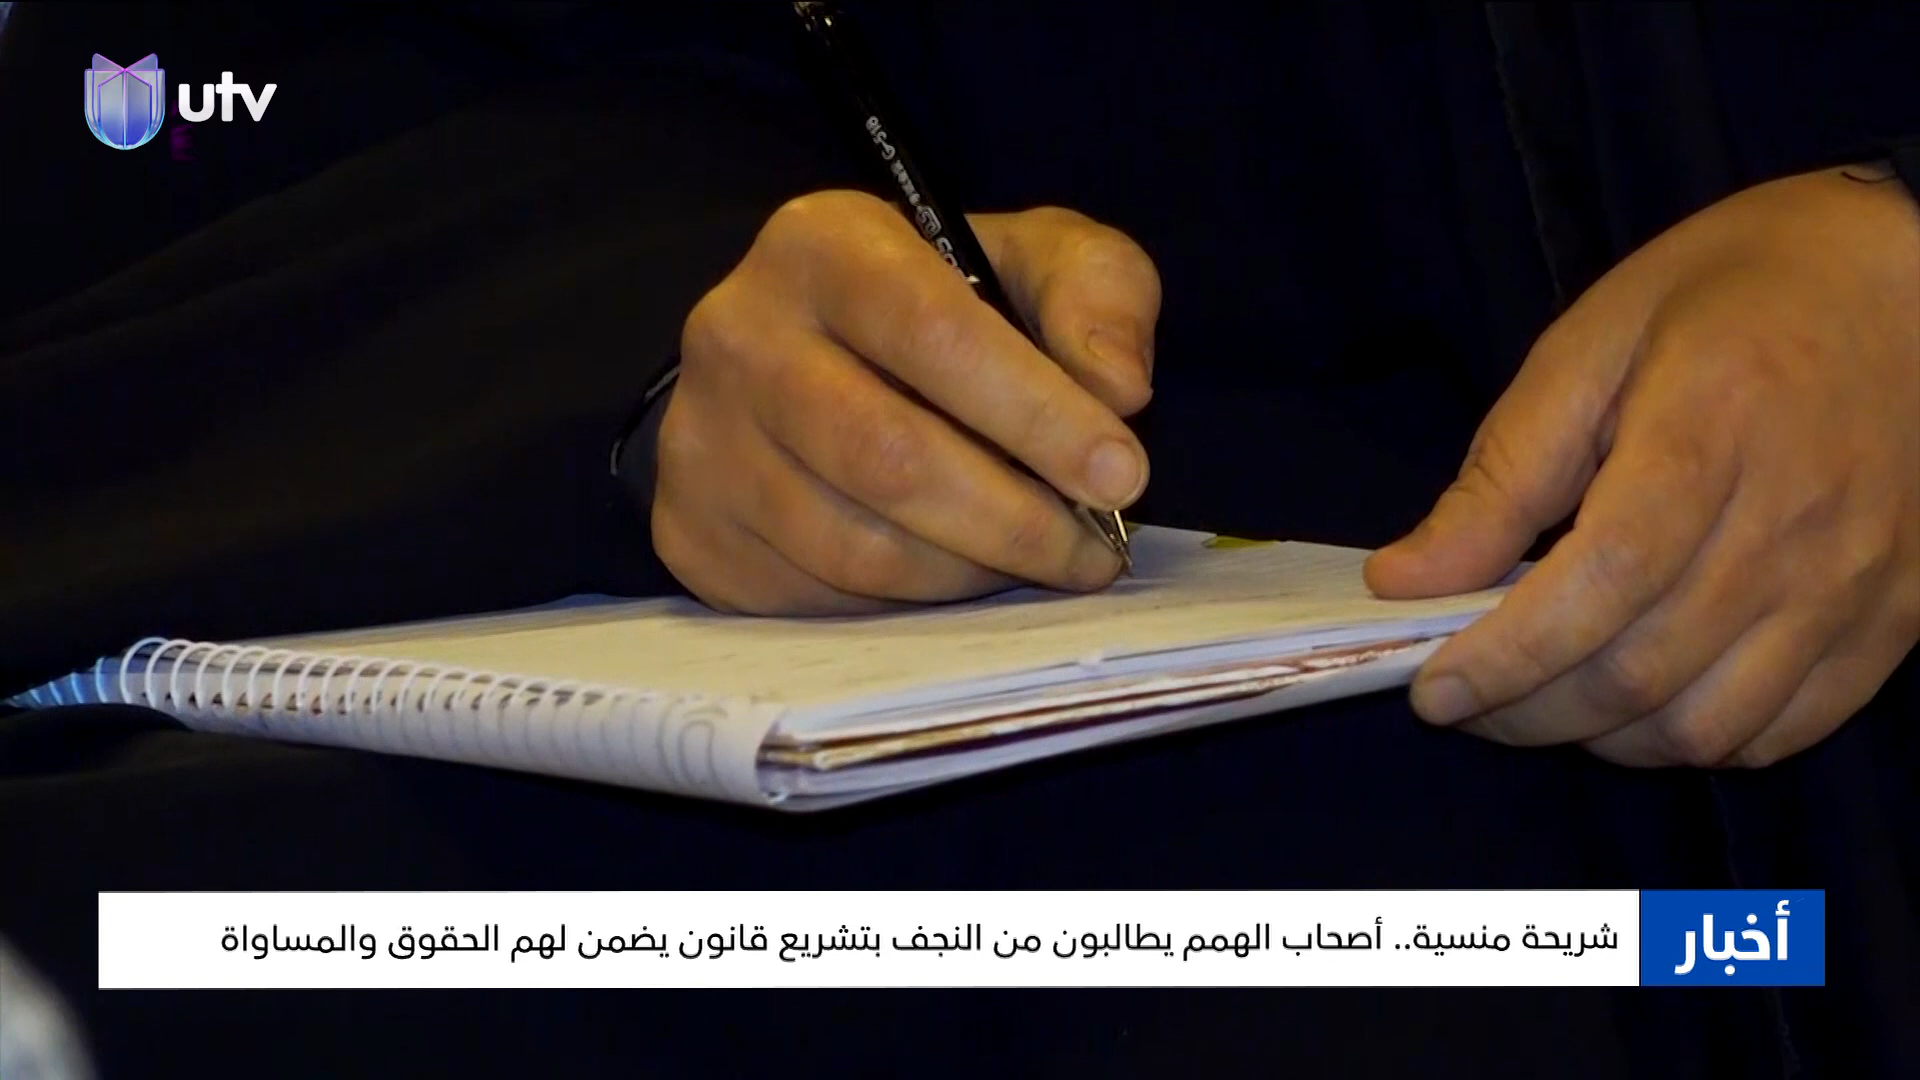 utv
أخبار
شريحة منسية.. أصحاب الهمم يطالبون من النجف بتشريع قانون يضمن لهم الحقوق والمساواة